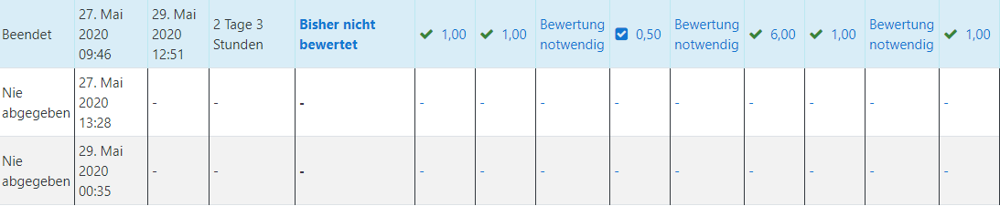 Beendet 27. Mai 2020 09:46 29. Mai 2020 12:51 2 Tage 3 Stunden Bisher nicht bewertet 1,00 1,00 Bewertung notwendig 0,50 Bewertung notwendig 6,00 1,00 Bewertung notwendig 1,00
Nie abgegeben 27. Mai 2020 13:28 - - - - - - - - - - - -
Nie abgegeben 29. Mai 2020 00:35 - - - - - - - - - - - -